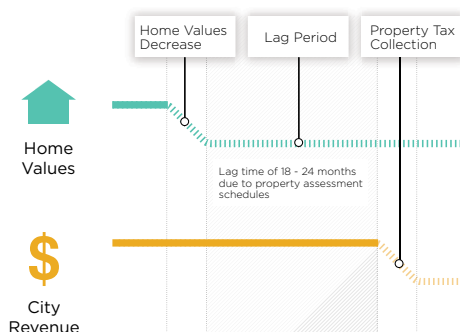 Home Values
Decrease
Lag Period
Property Tax
Collection
Home
Values
Lag time of 18 - 24 months
due to property assessment
schedules
$
City
Revenue